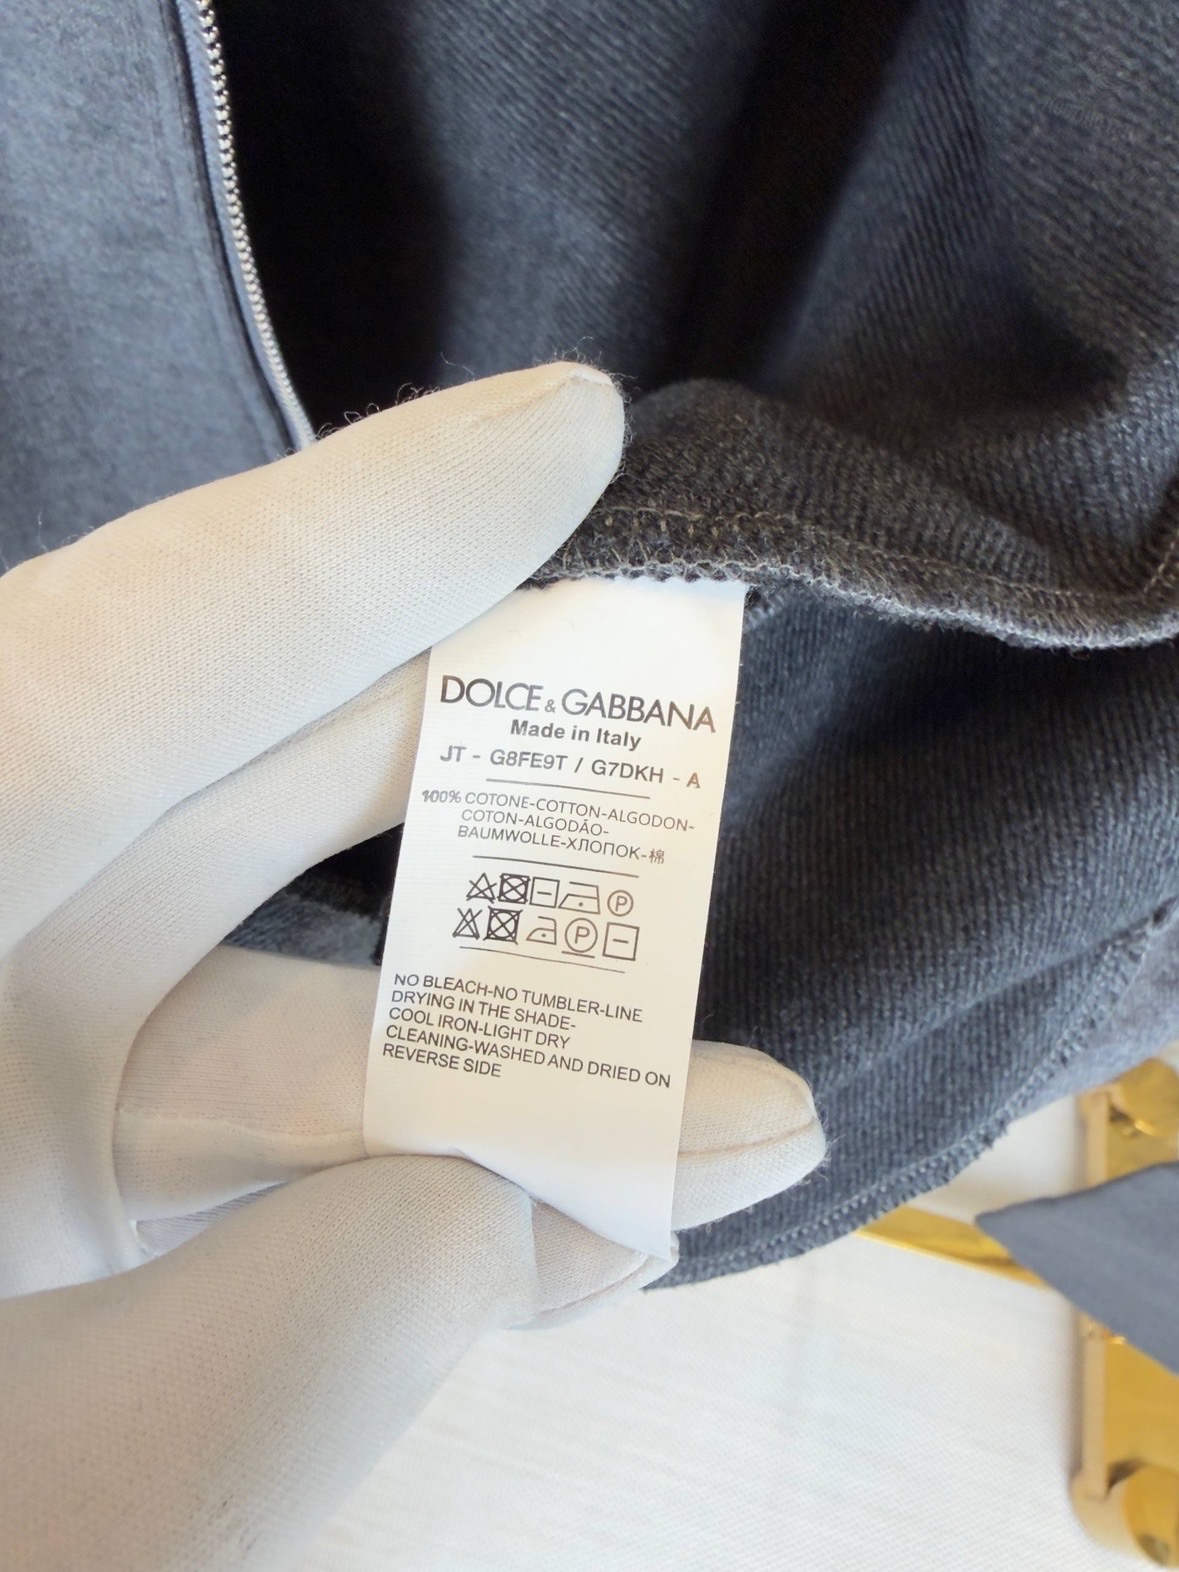 DOLCE & GABBANA
Made in Italy
JT - G8FE9T / G7DKH - A
100% COTONE-COTTON-ALGODON-
COTON-ALGODÃO-
BAUMWOLLE-ХЛОПОК-棉
P
P
NO BLEACH-NO TUMBLER-LINE
DRYING IN THE SHADE-
COOL IRON-LIGHT DRY
CLEANING-WASHED AND DRIED ON
REVERSE SIDE